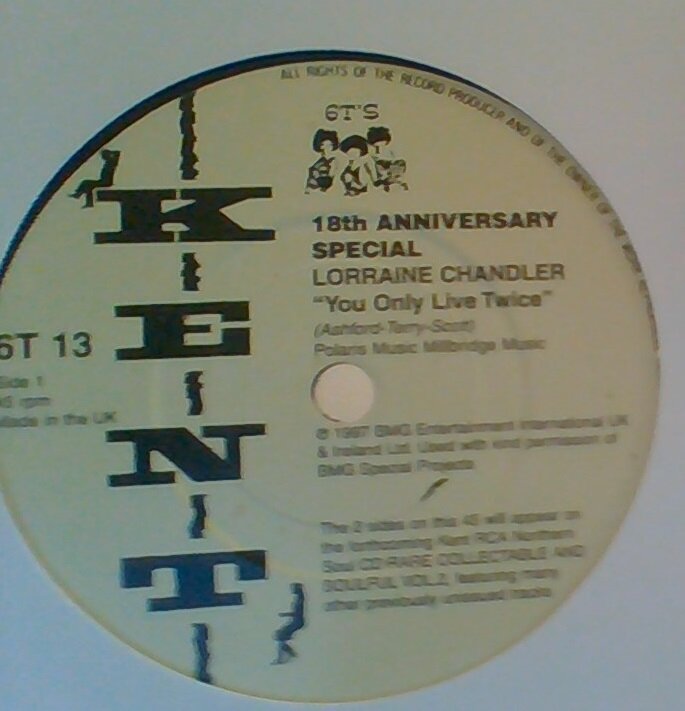 ALL RIGHTS OF THE RECORD PRODUCER AND OF THE OWNER OF THE
6T'S
KENT
18th ANNIVERSARY
SPECIAL
LORRAINE CHANDLER
"You Only Live Twice"
(Ashford-Terry-Scott)
Polaris Music Millbridge Music
6T 13
Side 1
45 rpm
Made in the UK
℗ 1997 BMG Entertainment International UK
& Ireland Ltd. Used with kind permission of
BMG Special Projects
The 2 sides on this 45 will appear on
the forthcoming Kent RCA Northern
Soul CD RARE COLLECTABLE AND
SOULFUL VOL.2, featuring many
other previously unissued tracks